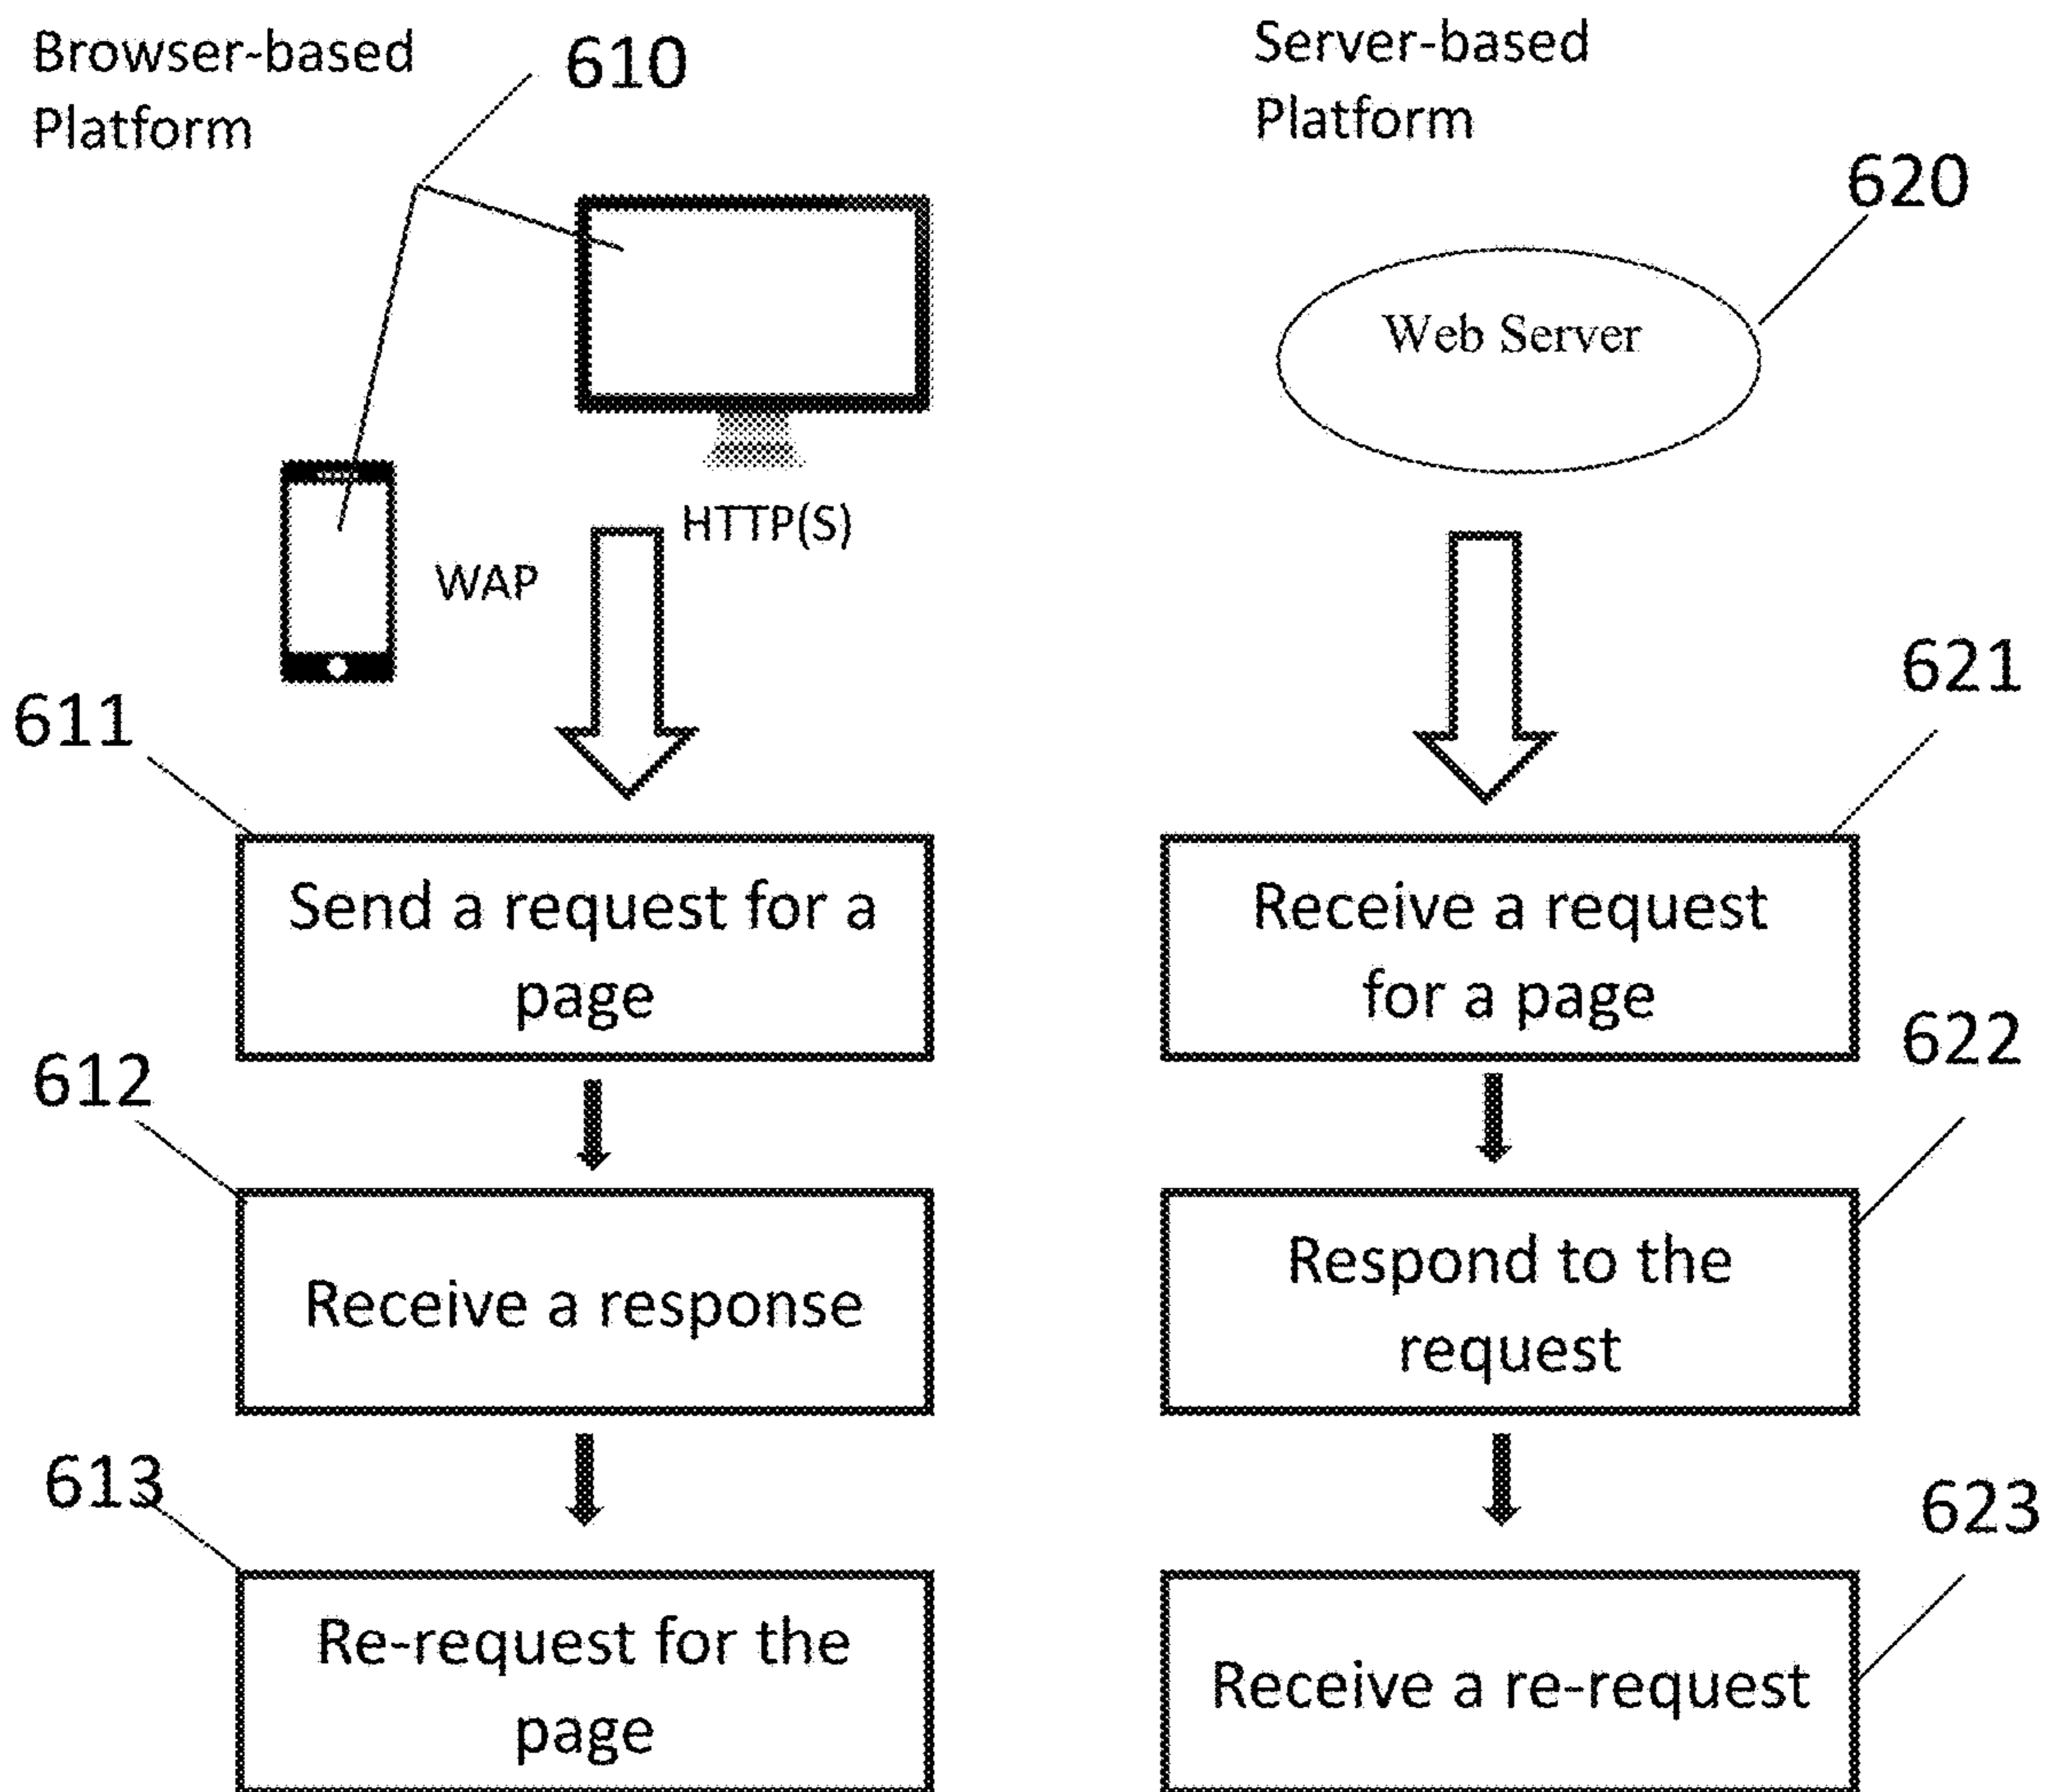 Browser-based
Platform
610
Server-based
Platform
620
Web Server
HTTP(S)
WAP
611
621
Send a request for a
page
Receive a request
for a page
612
622
Receive a response
Respond to the
request
613
623
Re-request for the
page
Receive a re-request